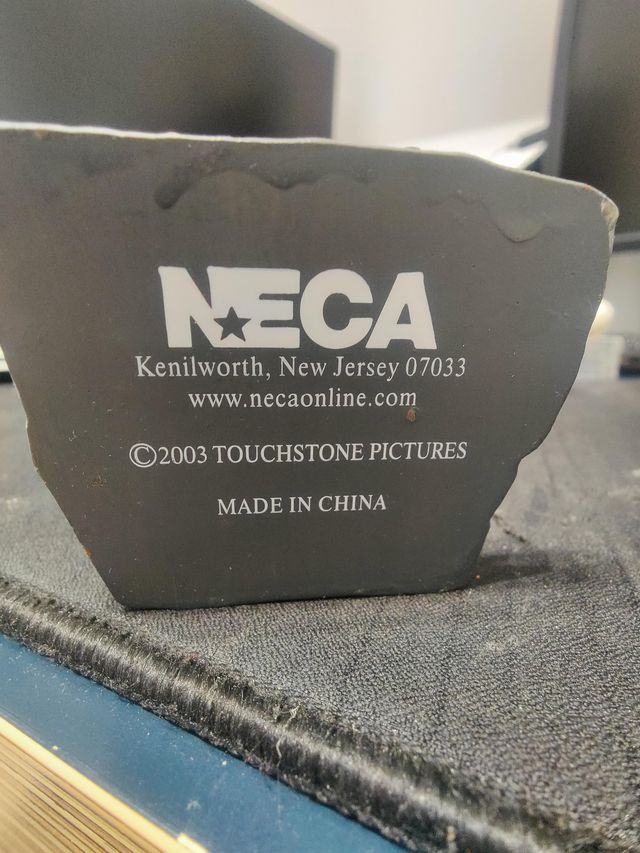 NECA
Kenilworth, New Jersey 07033
www.necaonline.com
©2003 TOUCHSTONE PICTURES
MADE IN CHINA